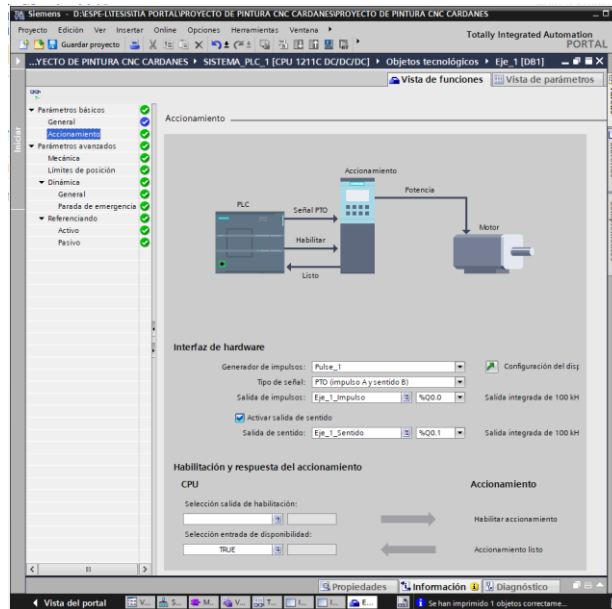 Siemens - D:\ESPE-L\TESIS\TIA PORTAL\PROYECTO DE PINTURA CNC CARDANES\PROYECTO DE PINTURA CNC CARDANES
Proyecto Edición Ver Insertar Online Opciones Herramientas Ventana
Totally Integrated Automation
PORTAL
Guardar proyecto
...YECTO DE PINTURA CNC CARDANES ▸ SISTEMA_PLC_1 [CPU 1211C DC/DC/DC] ▸ Objetos tecnológicos ▸ Eje_1 [DB1]
Vista de funciones Vista de parámetros
Iniciar
Parámetros básicos
General
Accionamiento
Parámetros avanzados
Mecánica
Límites de posición
Dinámica
General
Parada de emergencia
Referenciando
Activo
Pasivo
Accionamiento
Accionamiento
Potencia
PLC
Señal PTO
Motor
Habilitar
Listo
Interfaz de hardware
Generador de impulsos: Pulse_1 Configuración del disp
Tipo de señal: PTO (impulso A y sentido B)
Salida de impulsos: Eje_1_Impulso %Q0.0 Salida integrada de 100 kH
Activar salida de sentido
Salida de sentido: Eje_1_Sentido %Q0.1 Salida integrada de 100 kH
Habilitación y respuesta del accionamiento
CPU Accionamiento
Selección salida de habilitación:
Habilitar accionamiento
Selección entrada de disponibilidad:
TRUE Accionamiento listo
Propiedades Información Diagnóstico
Vista del portal V... S... M... V... T... I... I... E... Se han imprimido 1 objetos correctame...